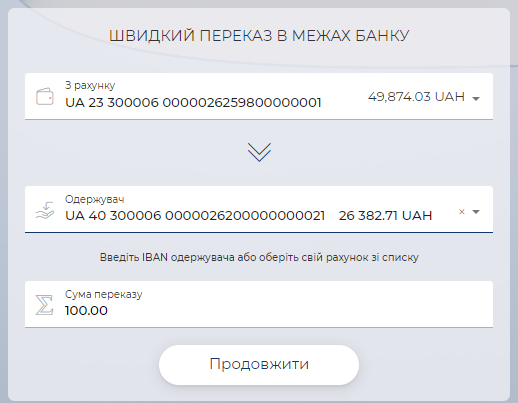 ШВИДКИЙ ПЕРЕКАЗ В МЕЖАХ БАНКУ
З рахунку
UA 23 300006 0000026259800000001 49,874.03 UAH
Одержувач
UA 40 300006 0000026200000000021 26 382.71 UAH ×
Введіть IBAN одержувача або оберіть свій рахунок зі списку
Сума переказу
100.00
Продовжити